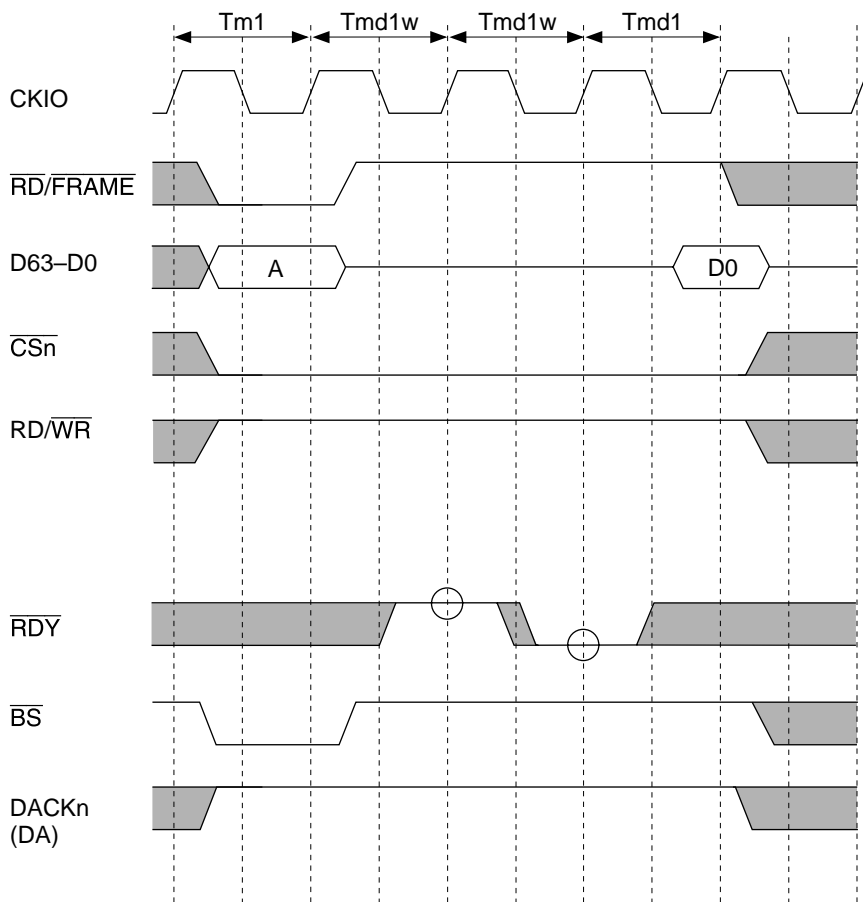 Tm1 Tmd1w Tmd1w Tmd1
CKIO
RD/FRAME
D63–D0 A D0
CSn
RD/WR
RDY
BS
DACKn
(DA)